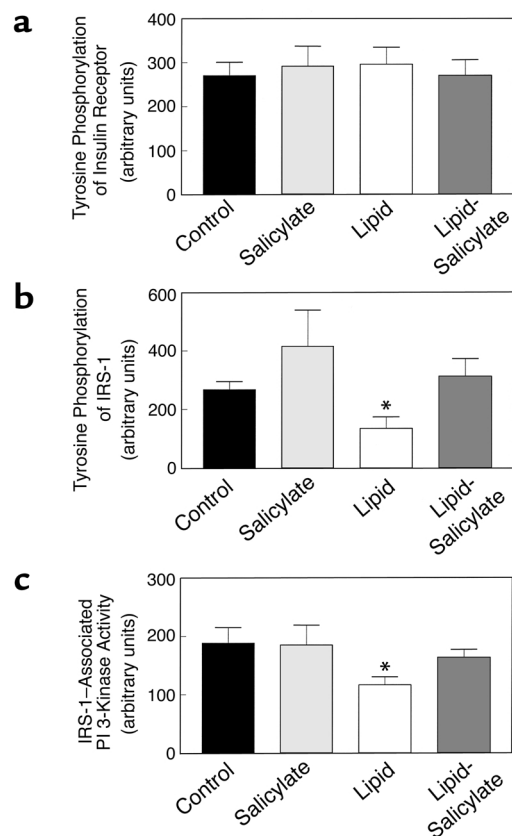 a
Tyrosine Phosphorylation
of Insulin Receptor
(arbitrary units)
400
300
200
100
0
Control
Salicylate
Lipid
Lipid-
Salicylate
b
Tyrosine Phosphorylation
of IRS-1
(arbitrary units)
600
400
200
0
*
Control
Salicylate
Lipid
Lipid-
Salicylate
c
IRS-1–Associated
PI 3-Kinase Activity
(arbitrary units)
300
200
100
0
*
Control
Salicylate
Lipid
Lipid-
Salicylate